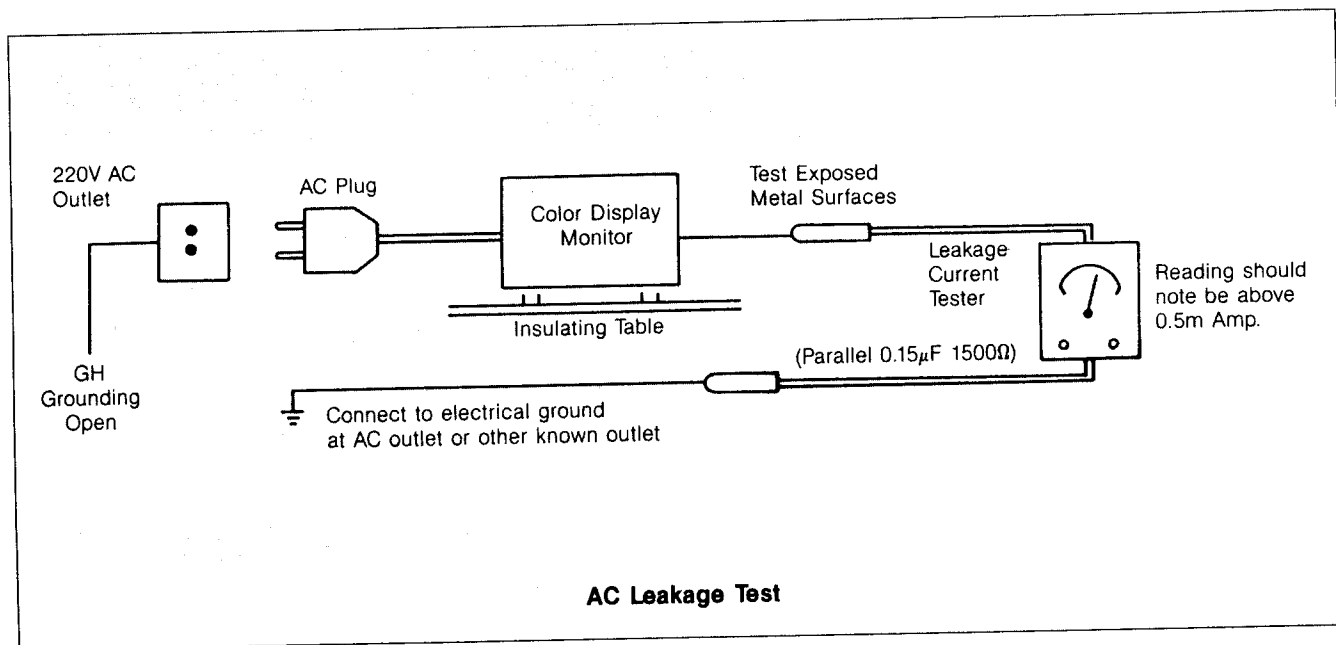 220V AC
Outlet
AC Plug
Color Display
Monitor
Test Exposed
Metal Surfaces
Leakage
Current
Tester
Reading should
note be above
0.5m Amp.
Insulating Table
(Parallel 0.15μF 1500Ω)
GH
Grounding
Open
Connect to electrical ground
at AC outlet or other known outlet
AC Leakage Test